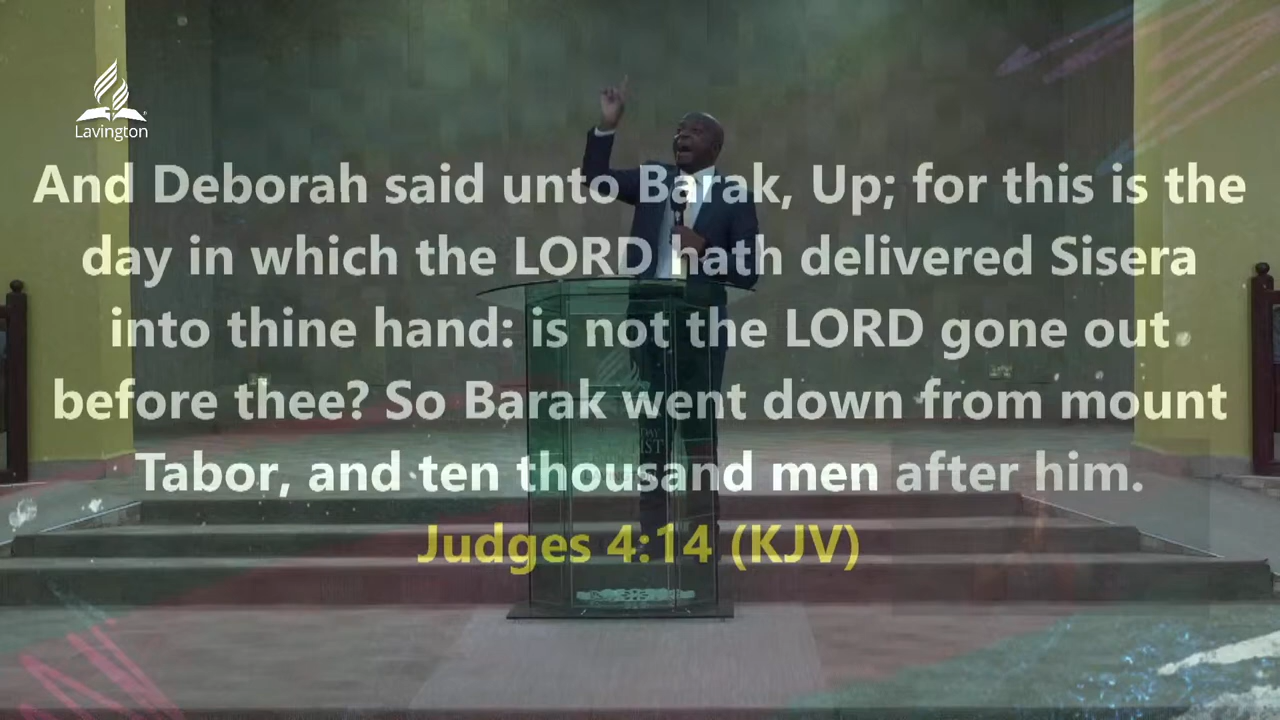 Lavington
And Deborah said unto Barak, Up; for this is the
day in which the LORD hath delivered Sisera
into thine hand: is not the LORD gone out
before thee? So Barak went down from mount
Tabor, and ten thousand men after him.
Judges 4:14 (KJV)